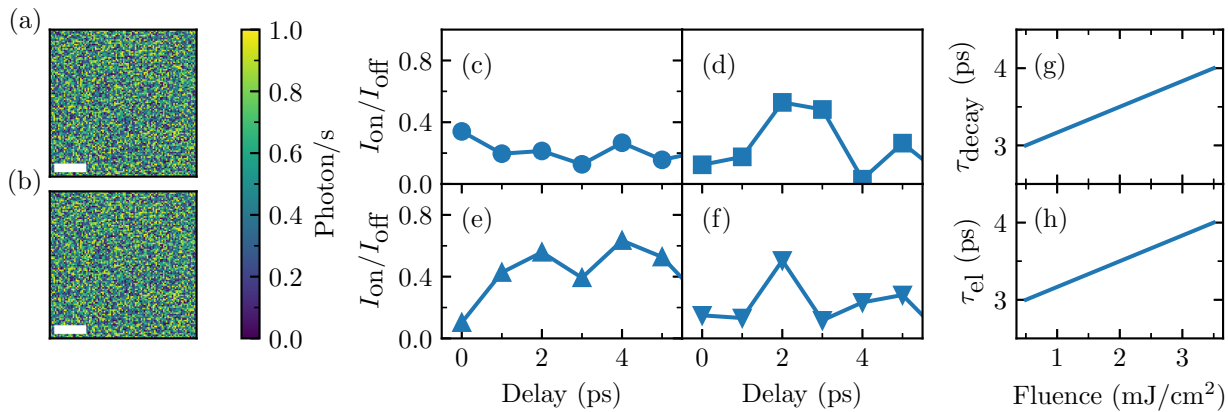 (a)
(b)
1.0
0.8
0.6
0.4
0.2
0.0
Photon/s
I_on/I_off
0.8
0.4
0.0
(c)
(d)
I_on/I_off
0.8
0.4
0.0
(e)
(f)
0 2 4
Delay (ps)
0 2 4
Delay (ps)
τ_decay (ps)
4
3
(g)
τ_el (ps)
4
3
(h)
1 2 3
Fluence (mJ/cm²)